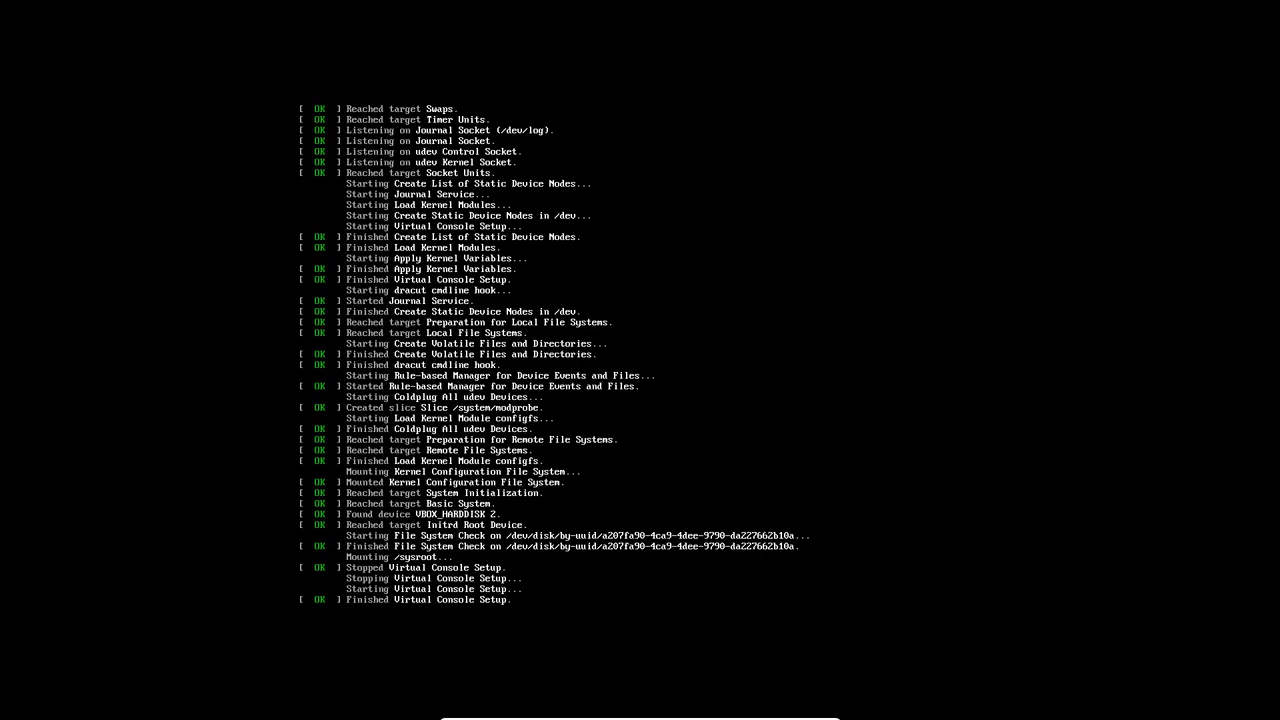 [  OK  ] Reached target Swaps.
[  OK  ] Reached target Timer Units.
[  OK  ] Listening on Journal Socket (/dev/log).
[  OK  ] Listening on Journal Socket.
[  OK  ] Listening on udev Control Socket.
[  OK  ] Listening on udev Kernel Socket.
[  OK  ] Reached target Socket Units.
Starting Create List of Static Device Nodes...
Starting Journal Service...
Starting Load Kernel Modules...
Starting Create Static Device Nodes in /dev...
Starting Virtual Console Setup...
[  OK  ] Finished Create List of Static Device Nodes.
[  OK  ] Finished Load Kernel Modules.
Starting Apply Kernel Variables...
[  OK  ] Finished Apply Kernel Variables.
[  OK  ] Finished Virtual Console Setup.
Starting dracut cmdline hook...
[  OK  ] Started Journal Service.
[  OK  ] Finished Create Static Device Nodes in /dev.
[  OK  ] Reached target Preparation for Local File Systems.
[  OK  ] Reached target Local File Systems.
Starting Create Volatile Files and Directories...
[  OK  ] Finished Create Volatile Files and Directories.
[  OK  ] Finished dracut cmdline hook.
Starting Rule-based Manager for Device Events and Files...
[  OK  ] Started Rule-based Manager for Device Events and Files.
Starting Coldplug All udev Devices...
[  OK  ] Created slice Slice /system/modprobe.
Starting Load Kernel Module configfs...
[  OK  ] Finished Coldplug All udev Devices.
[  OK  ] Reached target Preparation for Remote File Systems.
[  OK  ] Reached target Remote File Systems.
[  OK  ] Finished Load Kernel Module configfs.
Mounting Kernel Configuration File System...
[  OK  ] Mounted Kernel Configuration File System.
[  OK  ] Reached target System Initialization.
[  OK  ] Reached target Basic System.
[  OK  ] Found device VBOX_HARDDISK 2.
[  OK  ] Reached target Initrd Root Device.
Starting File System Check on /dev/disk/by-uuid/a207fa90-4ca9-4dee-9790-da227662b10a...
[  OK  ] Finished File System Check on /dev/disk/by-uuid/a207fa90-4ca9-4dee-9790-da227662b10a.
Mounting /sysroot...
[  OK  ] Stopped Virtual Console Setup.
Stopping Virtual Console Setup...
Starting Virtual Console Setup...
[  OK  ] Finished Virtual Console Setup.